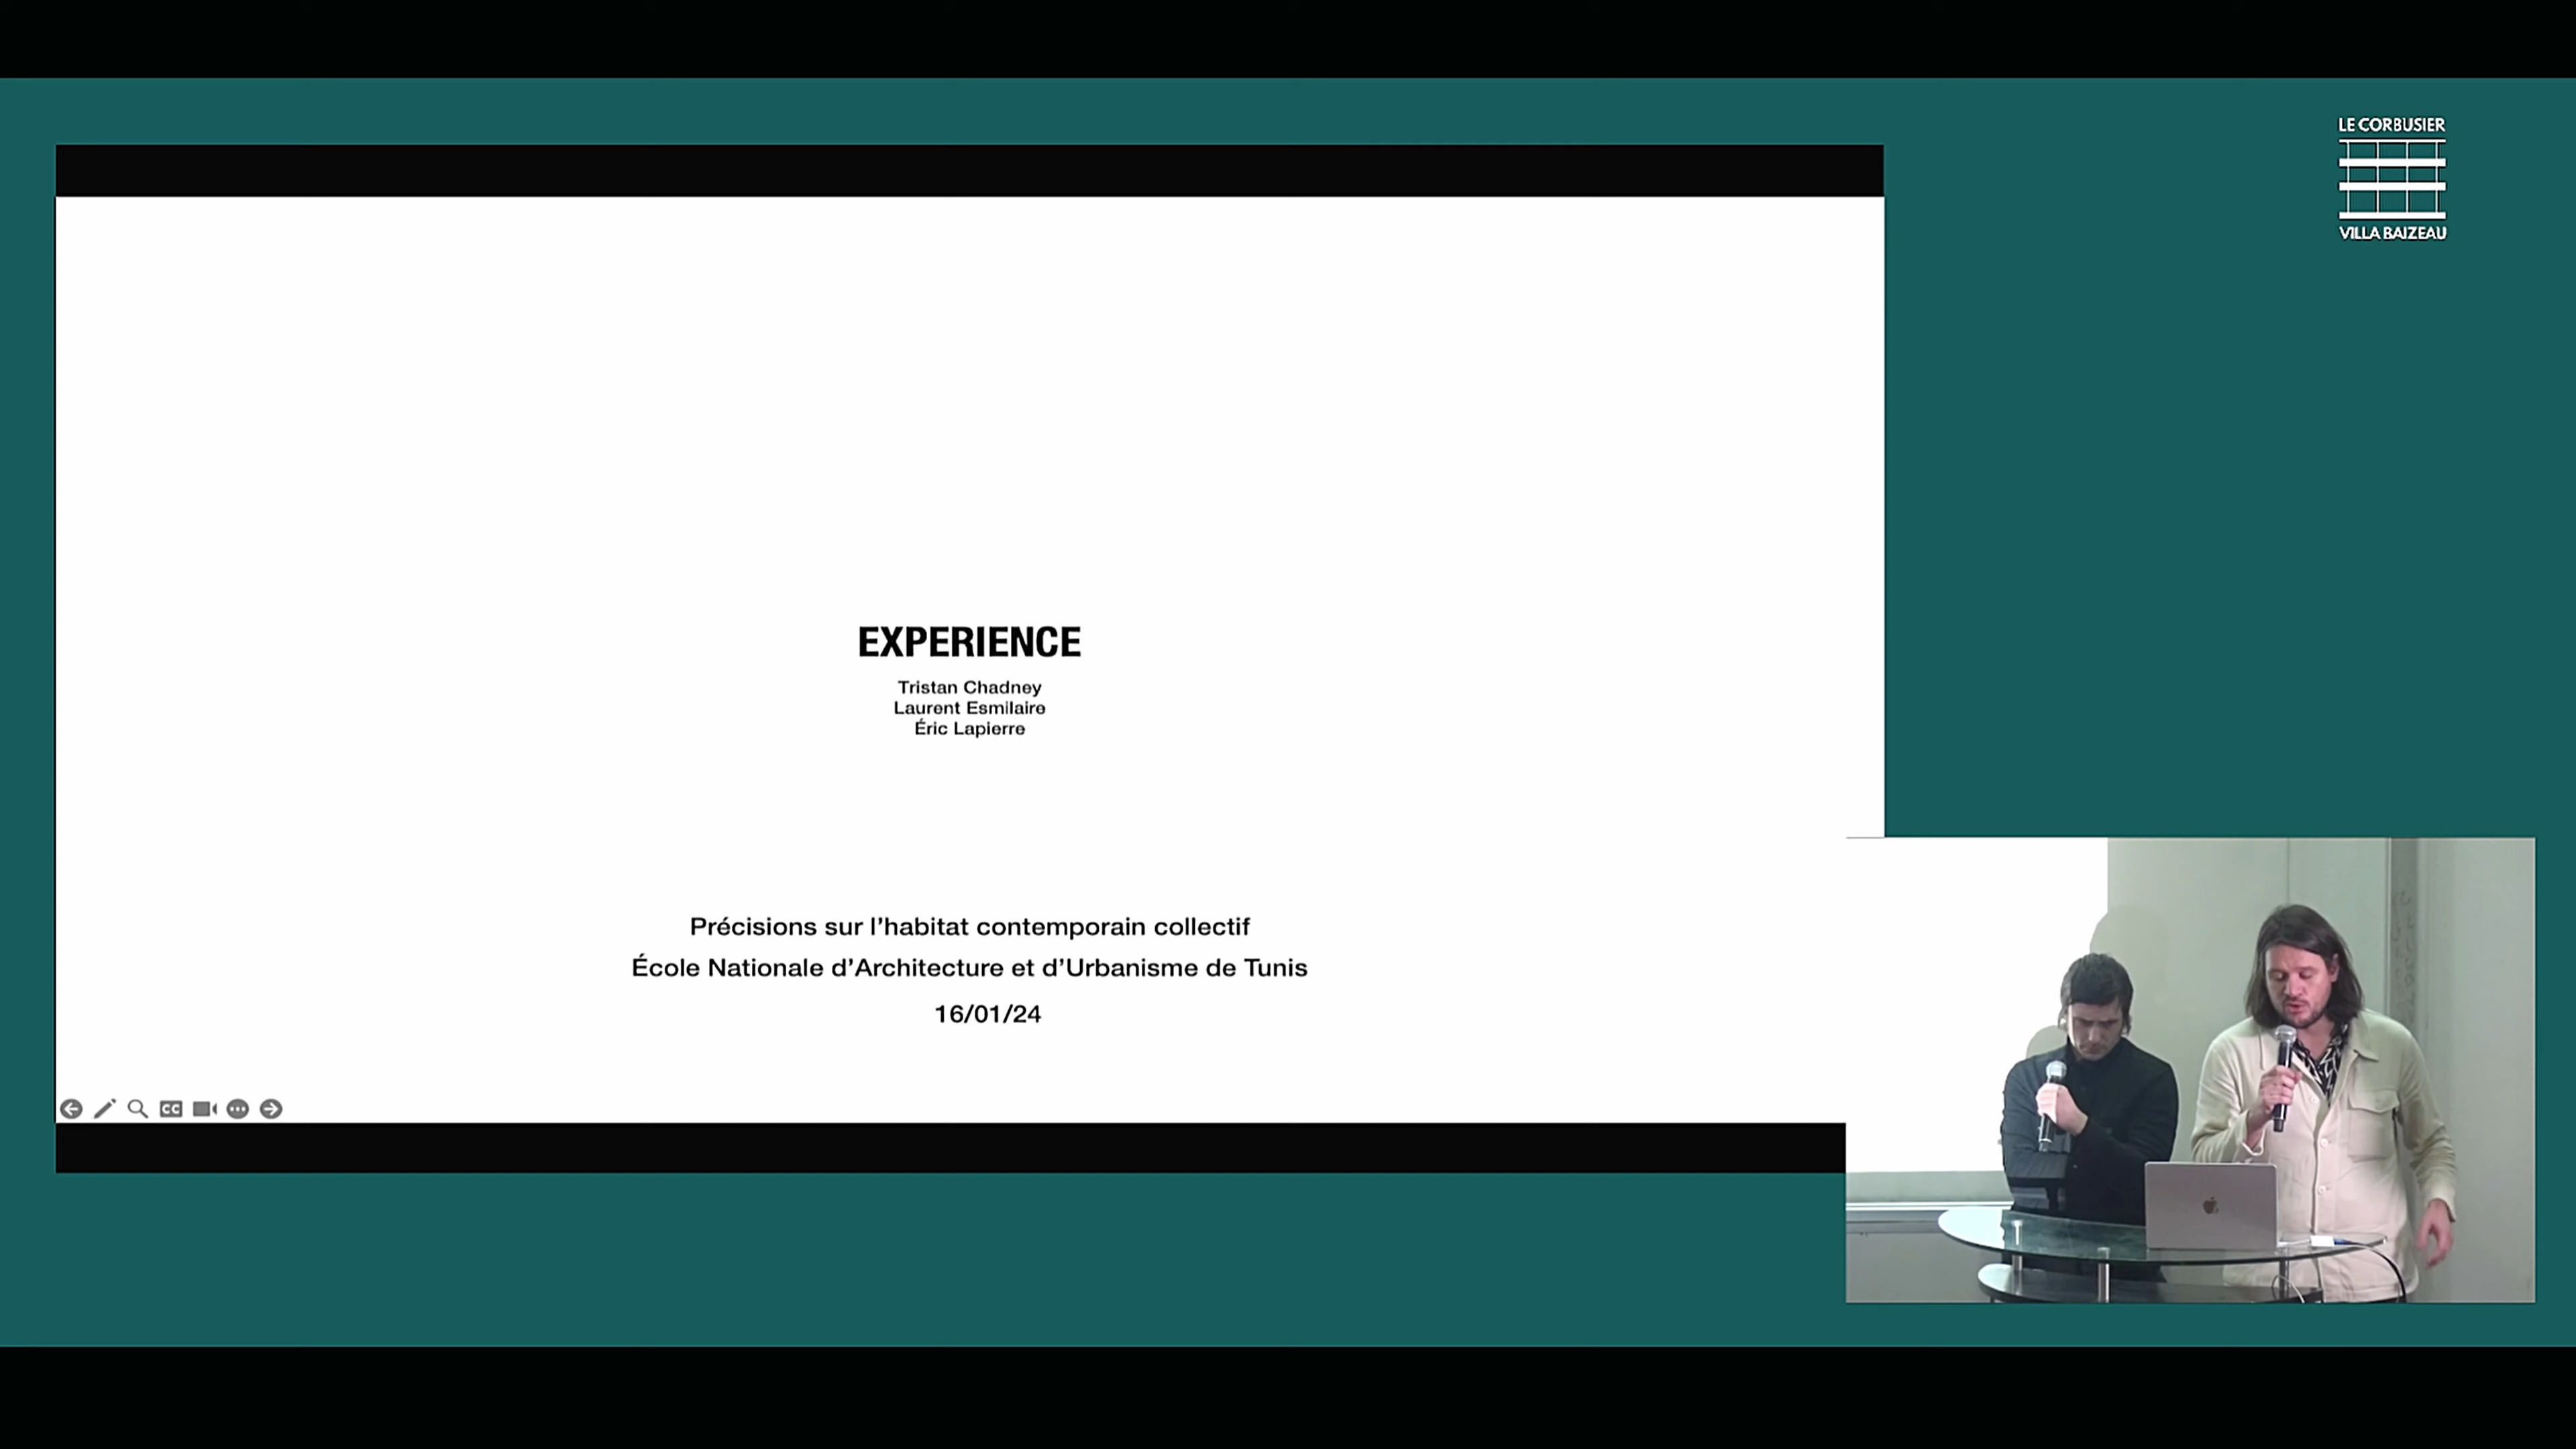 LE CORBUSIER
VILLA BAIZEAU
EXPERIENCE
Tristan Chadney
Laurent Esmilaire
Éric Lapierre
Précisions sur l’habitat contemporain collectif
École Nationale d’Architecture et d’Urbanisme de Tunis
16/01/24
CC